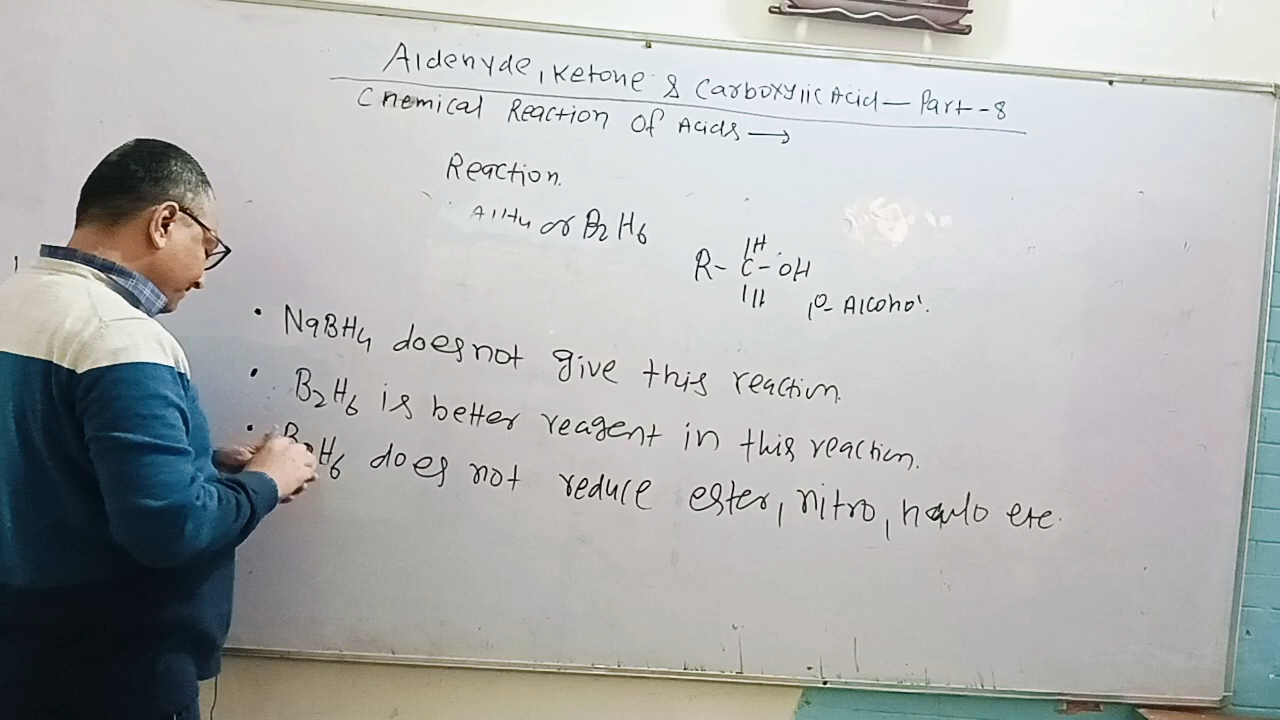 Aldehyde, Ketone & Carboxylic Acid — Part-8
Chemical Reaction Of Acids →
Reaction.
AlH4 or B2H6
H
R- C - OH
H
1° Alcohol.
• NaBH4 does not give this reaction.
• B2H6 is better reagent in this reaction.
• B2H6 does not reduce ester, nitro, halo etc.